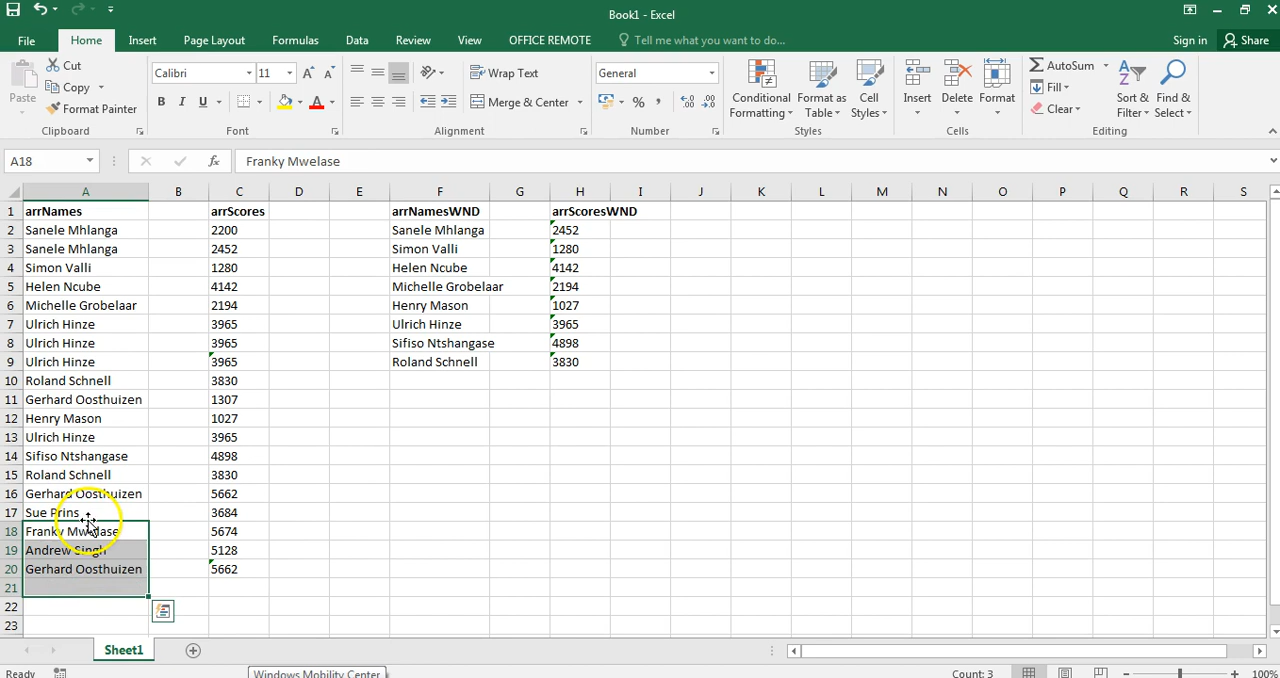 Book1 - Excel
File Home Insert Page Layout Formulas Data Review View OFFICE REMOTE Tell me what you want to do... Sign in Share
Paste Cut Copy Format Painter Clipboard
Calibri 11 A A B I U A Font
Wrap Text Merge & Center Alignment
General % , Number
Conditional Formatting Format as Table Cell Styles Styles
Insert Delete Format Cells
AutoSum Fill Clear Sort & Filter Find & Select Editing
A18 fx Franky Mwelase
A B C D E F G H I J K L M N O P Q R S
1 arrNames arrScores arrNamesWND arrScoresWND
2 Sanele Mhlanga 2200 Sanele Mhlanga 2452
3 Sanele Mhlanga 2452 Simon Valli 1280
4 Simon Valli 1280 Helen Ncube 4142
5 Helen Ncube 4142 Michelle Grobelaar 2194
6 Michelle Grobelaar 2194 Henry Mason 1027
7 Ulrich Hinze 3965 Ulrich Hinze 3965
8 Ulrich Hinze 3965 Sifiso Ntshangase 4898
9 Ulrich Hinze 3965 Roland Schnell 3830
10 Roland Schnell 3830
11 Gerhard Oosthuizen 1307
12 Henry Mason 1027
13 Ulrich Hinze 3965
14 Sifiso Ntshangase 4898
15 Roland Schnell 3830
16 Gerhard Oosthuizen 5662
17 Sue Prins 3684
18 Franky Mwelase 5674
19 Andrew Singh 5128
20 Gerhard Oosthuizen 5662
21
22
23
Sheet1
Ready Windows Mobility Center Count: 3 100%